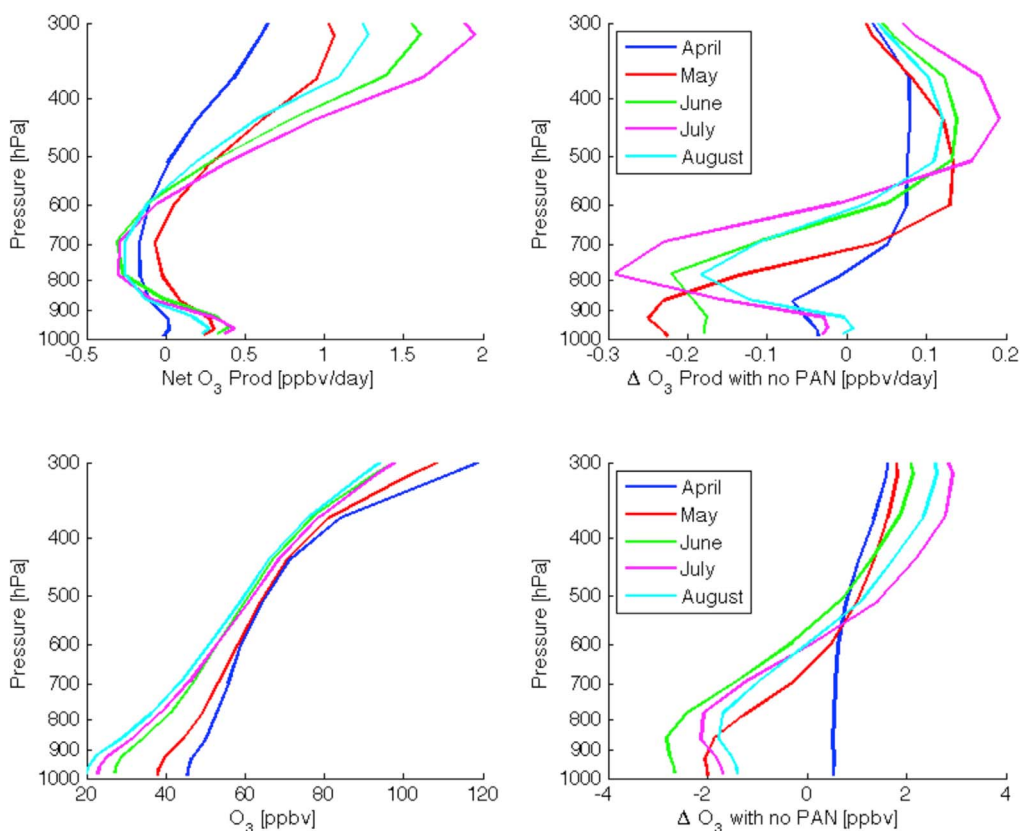 300
400
500
600
700
800
900
1000
Pressure [hPa]
-0.5 0 0.5 1 1.5 2
Net O3 Prod [ppbv/day]
300
400
500
600
700
800
900
1000
Pressure [hPa]
April
May
June
July
August
-0.3 -0.2 -0.1 0 0.1 0.2
Δ O3 Prod with no PAN [ppbv/day]
300
400
500
600
700
800
900
1000
Pressure [hPa]
20 40 60 80 100 120
O3 [ppbv]
300
400
500
600
700
800
900
1000
Pressure [hPa]
April
May
June
July
August
-4 -2 0 2 4
Δ O3 with no PAN [ppbv]